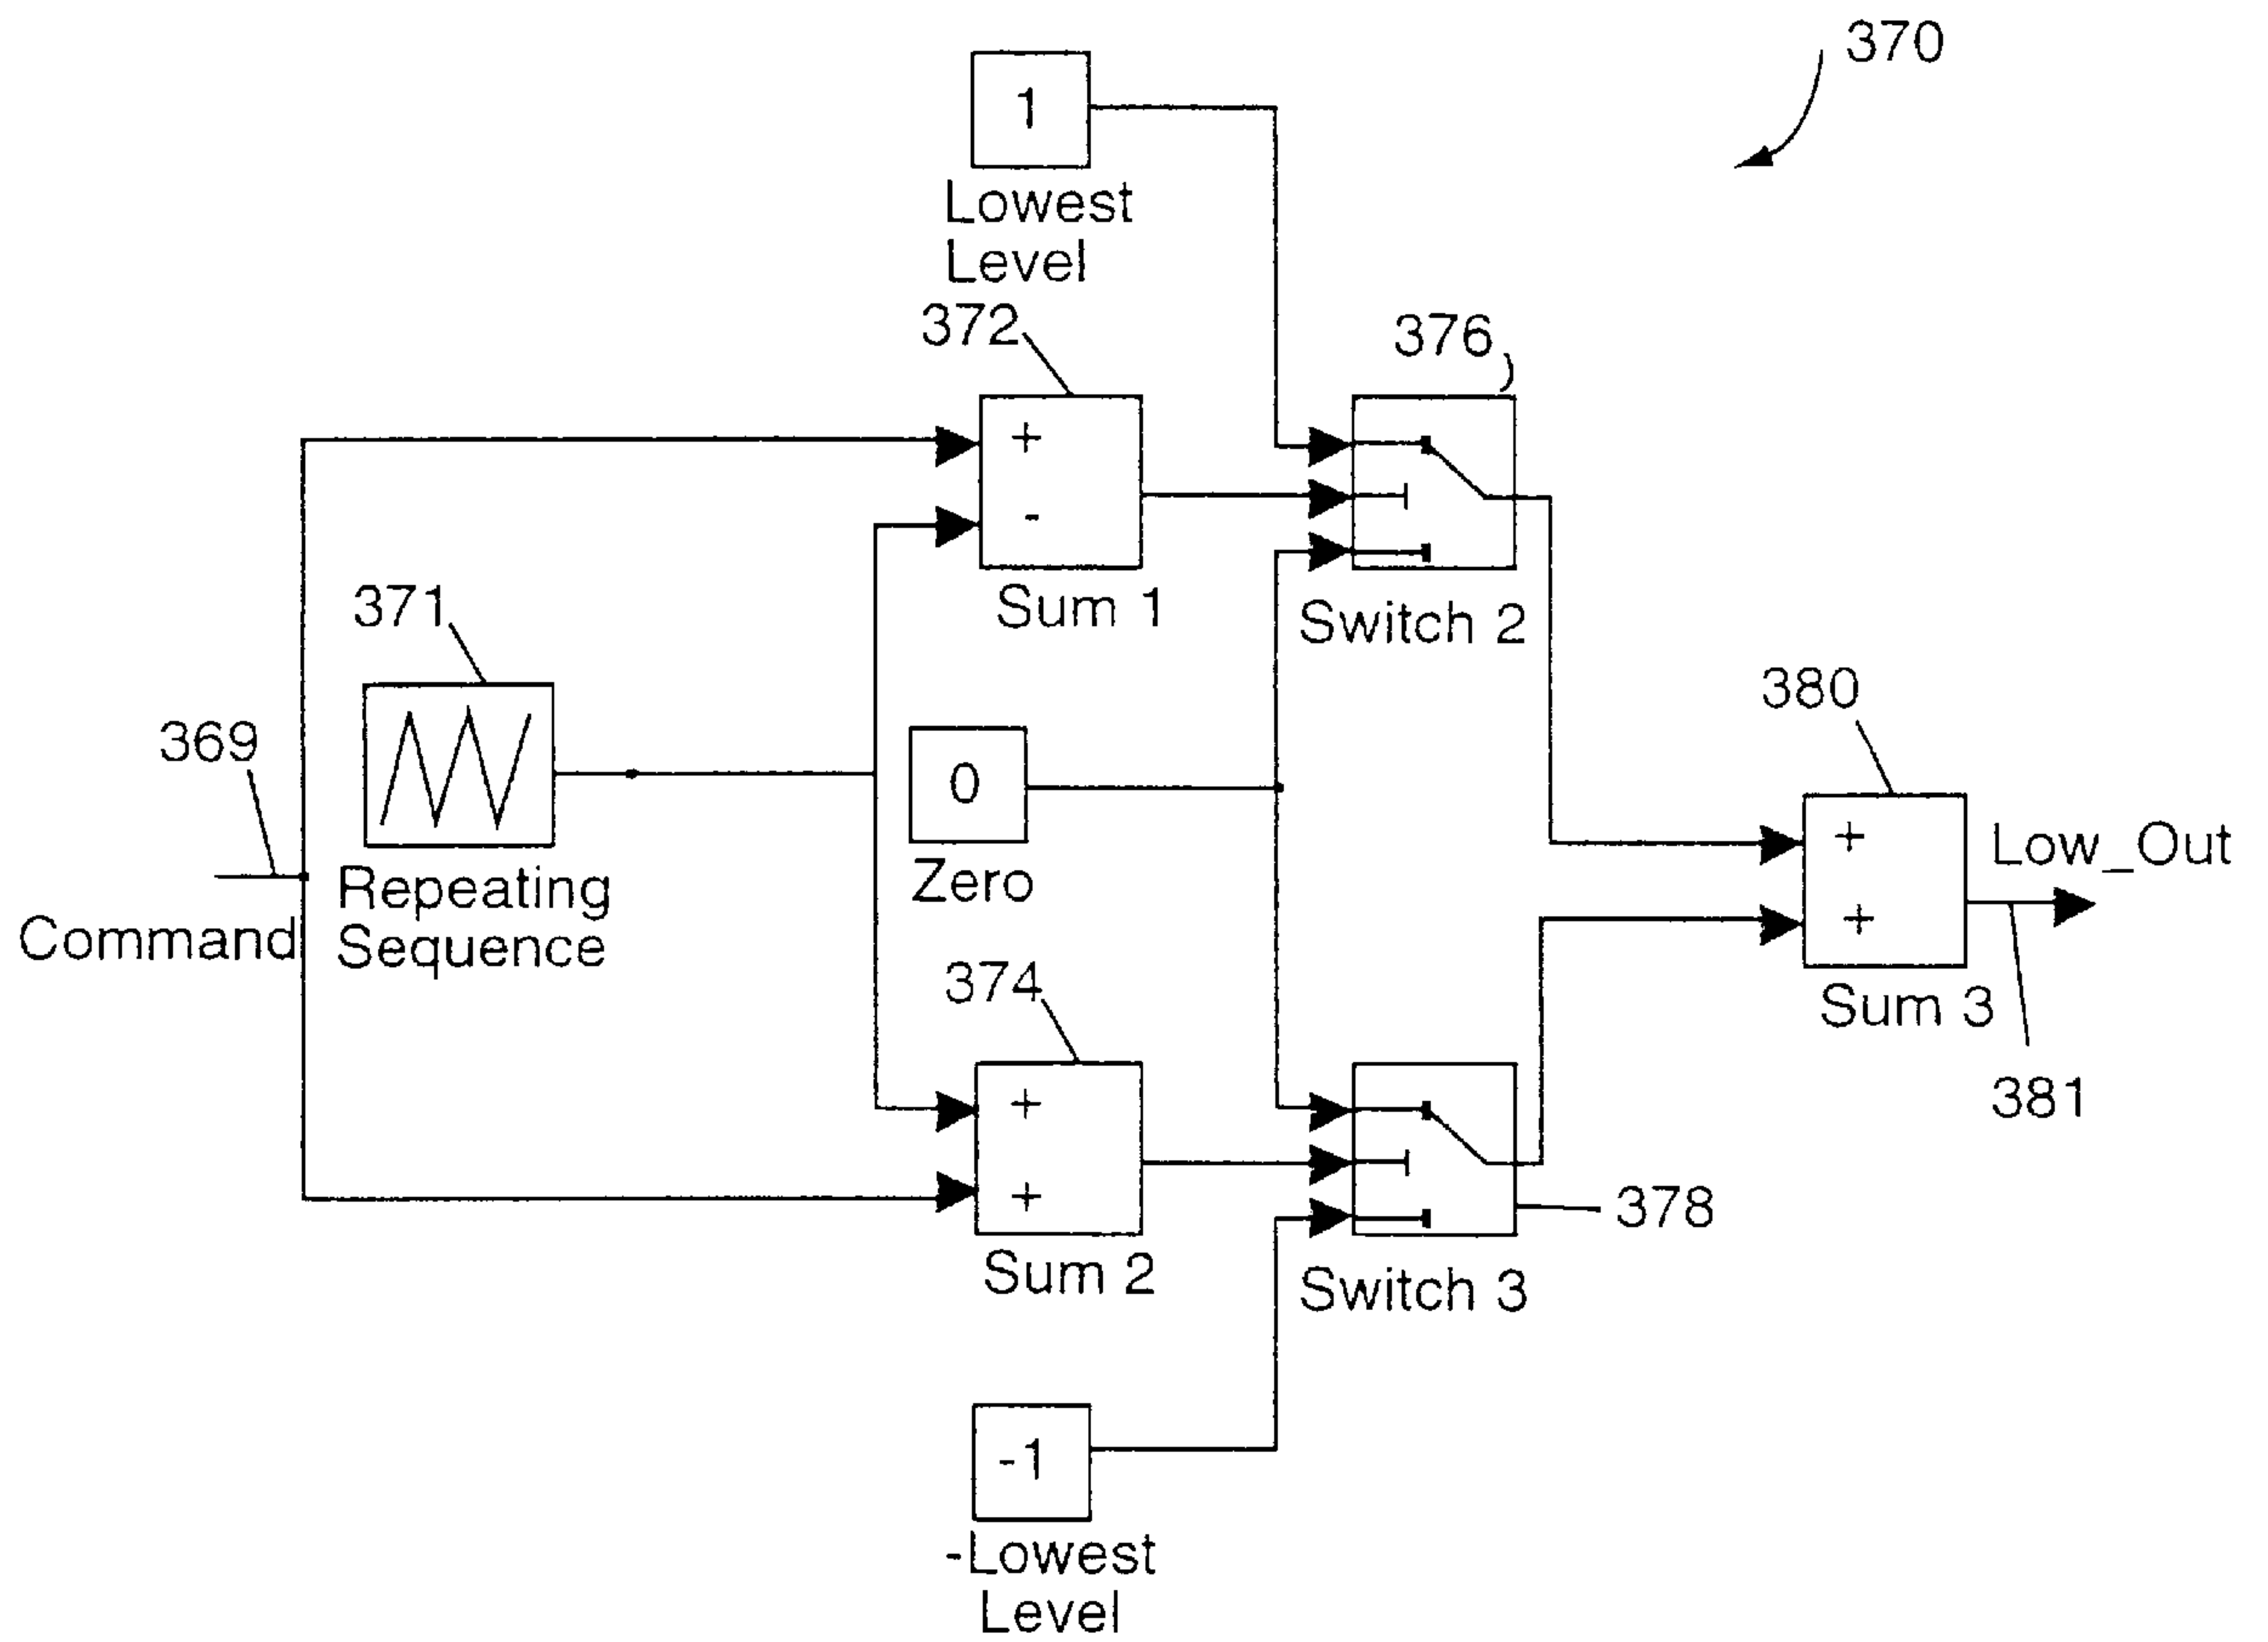 370
1
Lowest
Level
372
376
+
-
Sum 1
Switch 2
371
369
Repeating
Sequence
Command
0
Zero
380
+
+
Low_Out
Sum 3
381
374
+
+
Sum 2
378
Switch 3
-1
-Lowest
Level